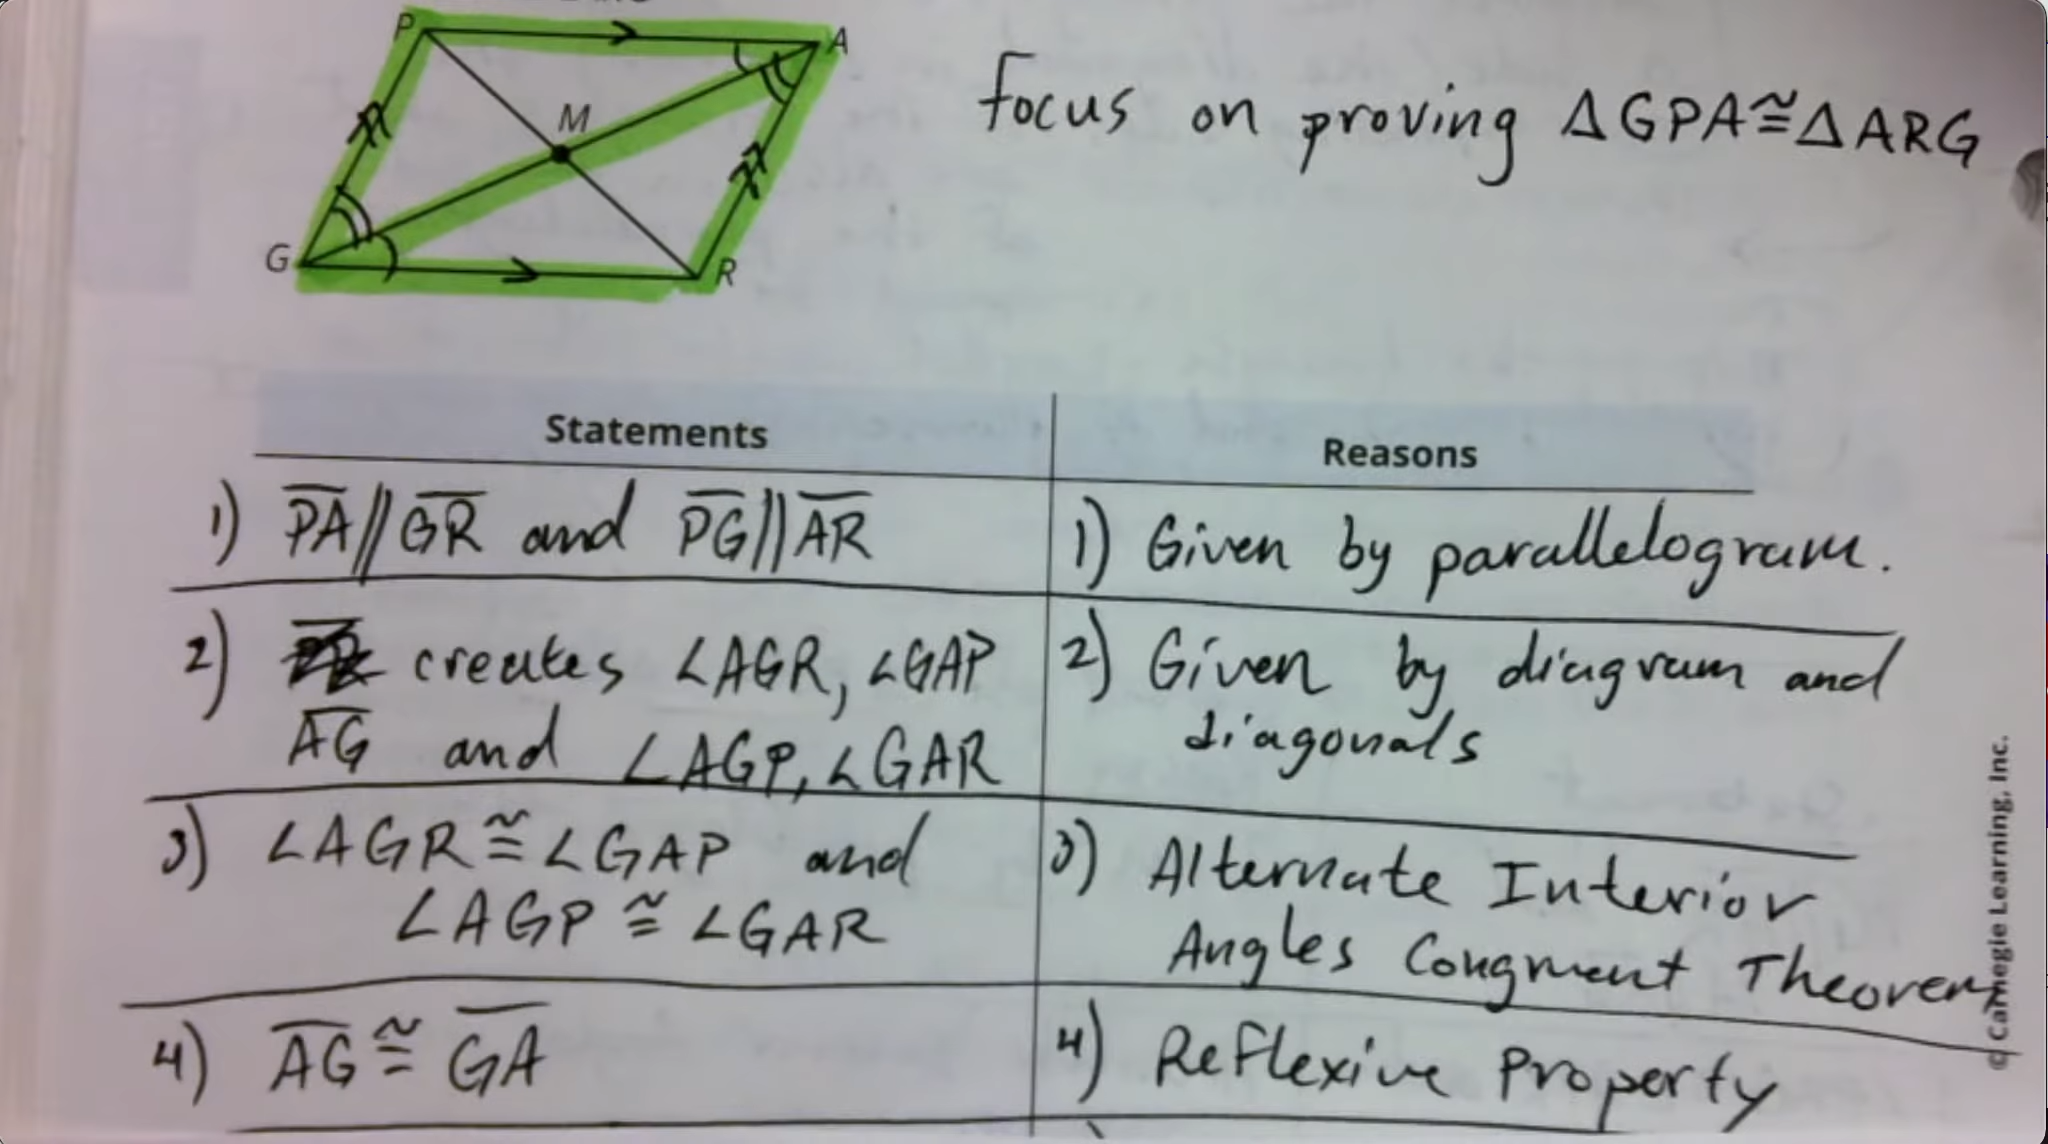 P
A
M
G
R
Focus on proving △GPA≅△ARG
Statements
Reasons
1) PA∥GR and PG∥AR
1) Given by parallelogram.
2) creates ∠AGR, ∠GAP
AG and ∠AGP, ∠GAR
2) Given by diagram and
diagonals
3) ∠AGR≅∠GAP and
∠AGP≅∠GAR
3) Alternate Interior
Angles Congruent Theorem
4) AG≅GA
4) Reflexive Property
© Carnegie Learning, Inc.